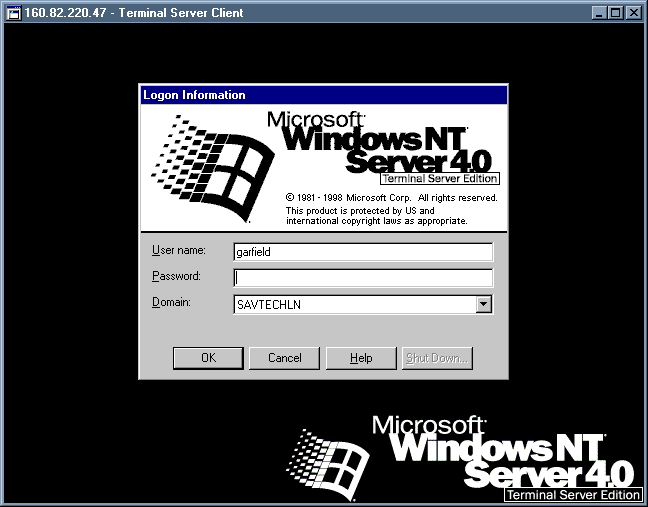 160.82.220.47 - Terminal Server Client
Logon Information
Microsoft
Windows NT
Server 4.0
Terminal Server Edition
© 1981 - 1998 Microsoft Corp. All rights reserved.
This product is protected by US and
international copyright laws as appropriate.
User name: garfield
Password:
Domain: SAVTECHLN
OK Cancel Help Shut Down...
Microsoft
Windows NT
Server 4.0
Terminal Server Edition